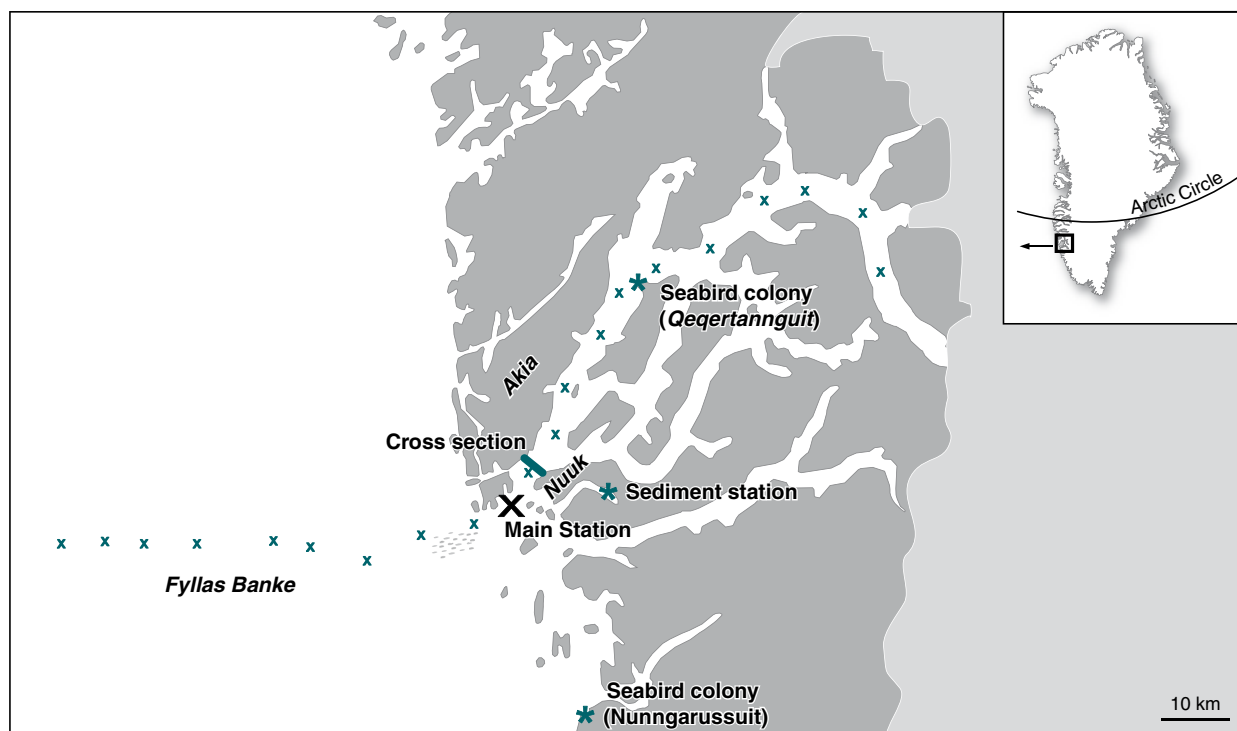 Arctic Circle
Seabird colony
(Qeqertannguit)
Akia
Cross section
Nuuk
Sediment station
Main Station
Fyllas Banke
Seabird colony
(Nunngarussuit)
10 km